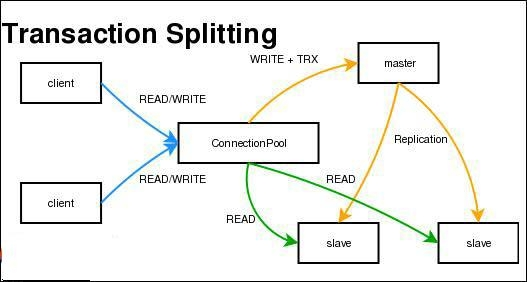 Transaction Splitting
client
READ/WRITE
WRITE + TRX
master
ConnectionPool
Replication
READ/WRITE
READ
client
READ
slave
slave